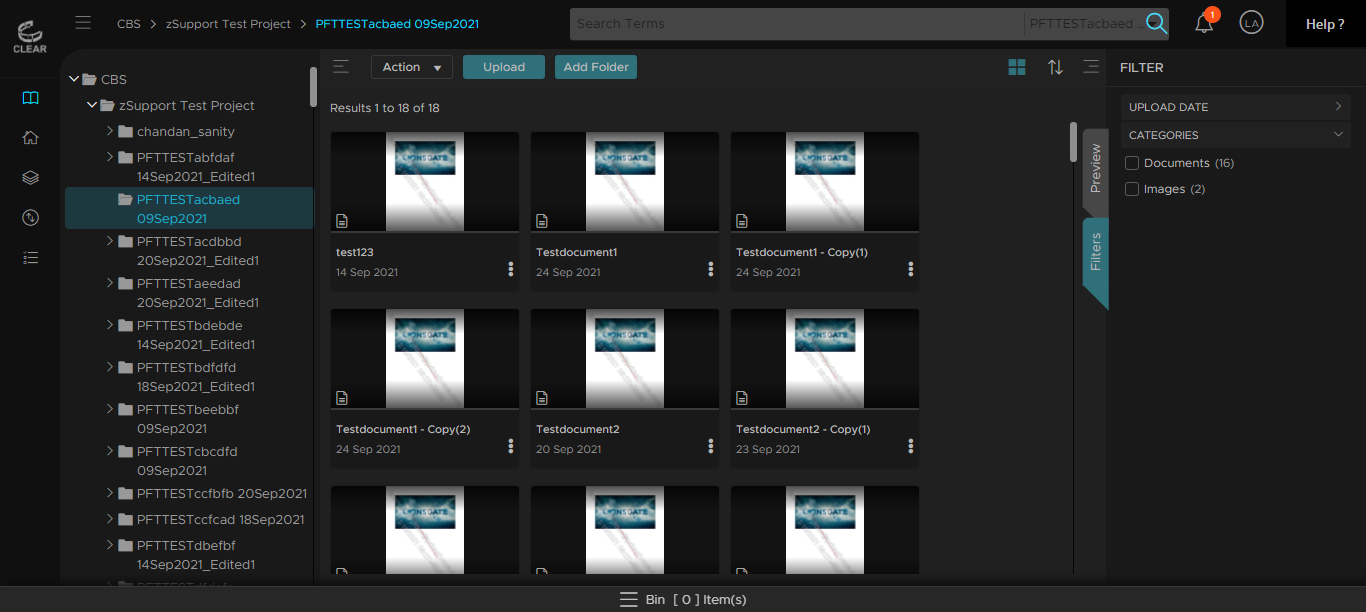 CLEAR
CBS > zSupport Test Project > PFTTESTacbaed 09Sep2021
Search Terms
PFTTESTacbaed ...
1
LA
Help ?
CBS
zSupport Test Project
chandan_sanity
PFTTESTabfdaf
14Sep2021_Edited1
PFTTESTacbaed
09Sep2021
PFTTESTacdbbd
20Sep2021_Edited1
PFTTESTaeedad
20Sep2021_Edited1
PFTTESTbdebde
14Sep2021_Edited1
PFTTESTbdfdfd
18Sep2021_Edited1
PFTTESTbeebbf
09Sep2021
PFTTESTcbcdfd
09Sep2021
PFTTESTccfbfb 20Sep2021
PFTTESTccfcad 18Sep2021
PFTTESTdbefbf
14Sep2021_Edited1
Action
Upload
Add Folder
Results 1 to 18 of 18
LIONSGATE
LIONSGATE
LIONSGATE
test123
14 Sep 2021
Testdocument1
24 Sep 2021
Testdocument1 - Copy(1)
24 Sep 2021
LIONSGATE
LIONSGATE
LIONSGATE
Testdocument1 - Copy(2)
24 Sep 2021
Testdocument2
20 Sep 2021
Testdocument2 - Copy(1)
23 Sep 2021
LIONSGATE
LIONSGATE
LIONSGATE
Preview
Filters
FILTER
UPLOAD DATE
CATEGORIES
Documents (16)
Images (2)
Bin [ 0 ] Item(s)